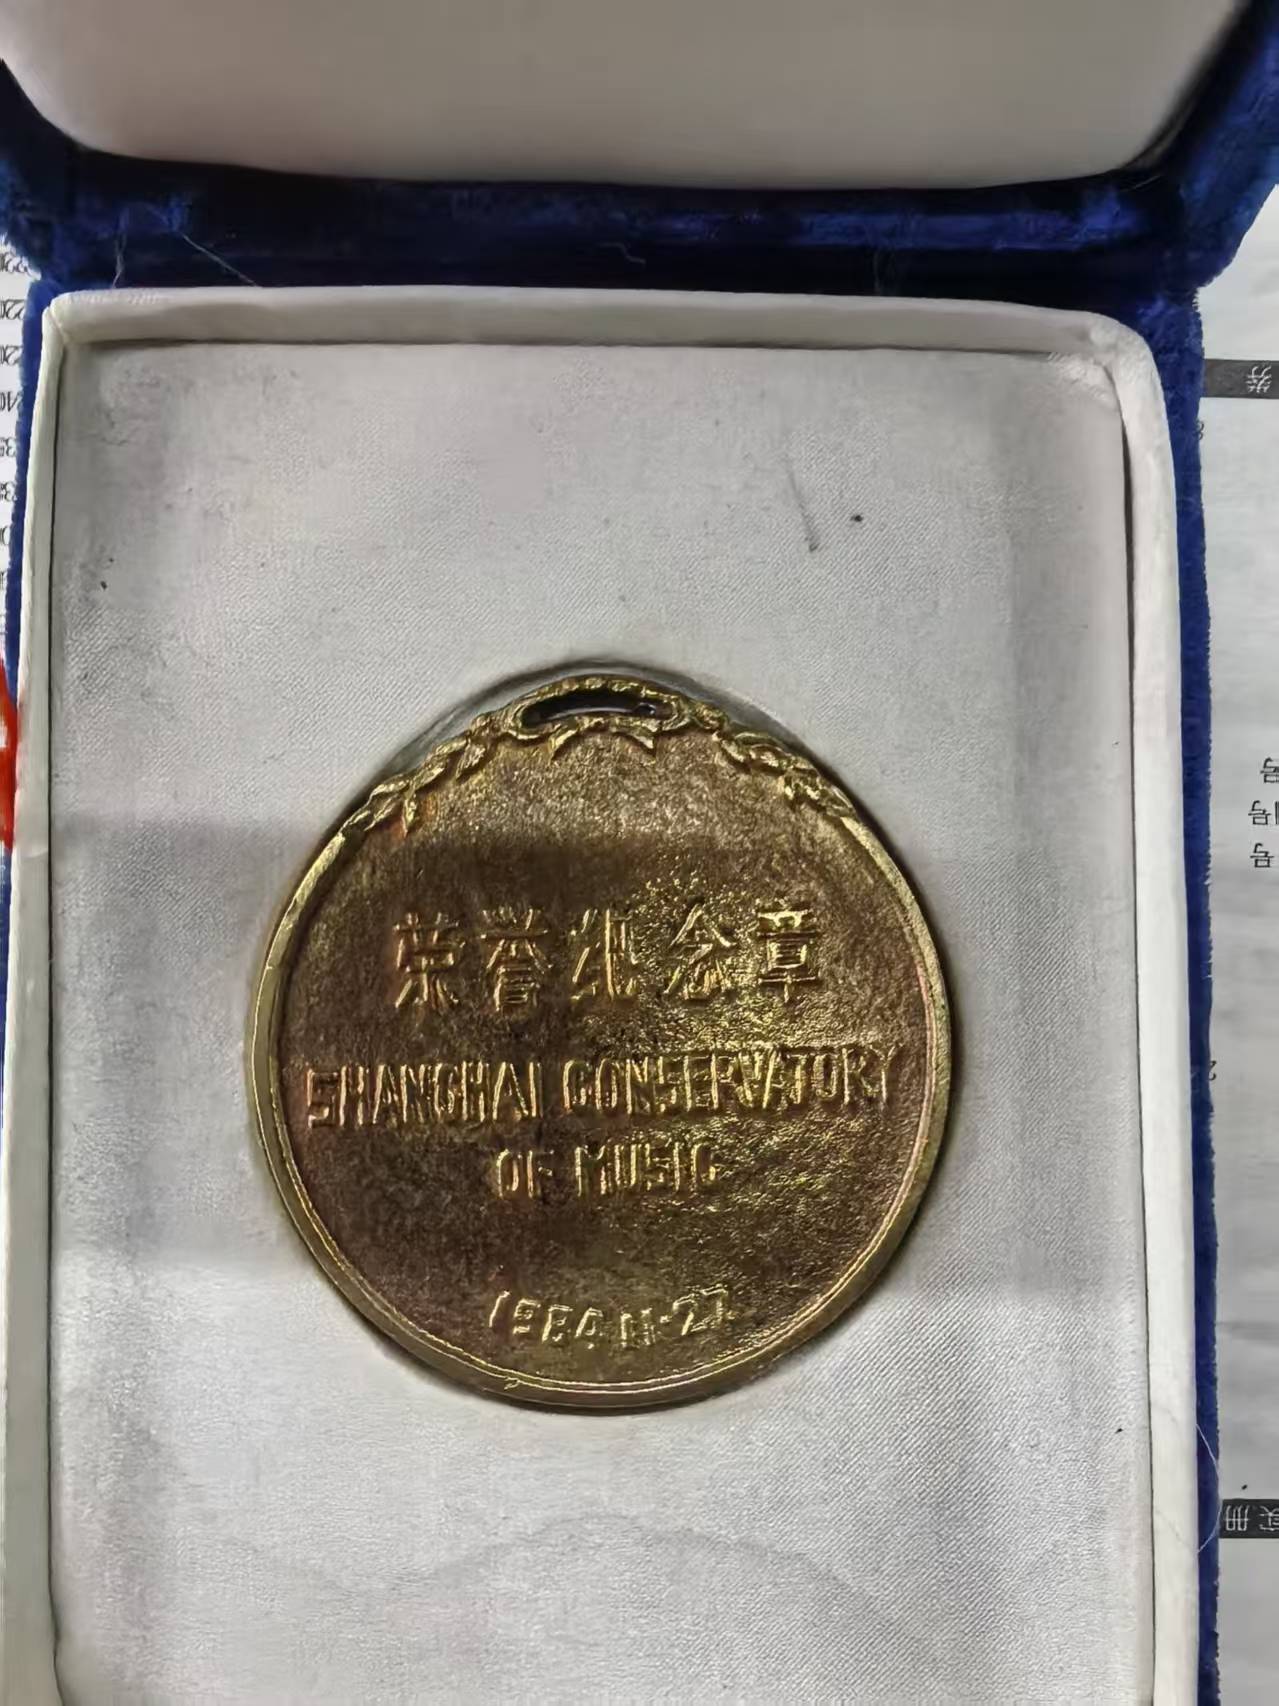 荣誉纪念章
SHANGHAI CONSERVATORY
OF MUSIC
1984 11·27